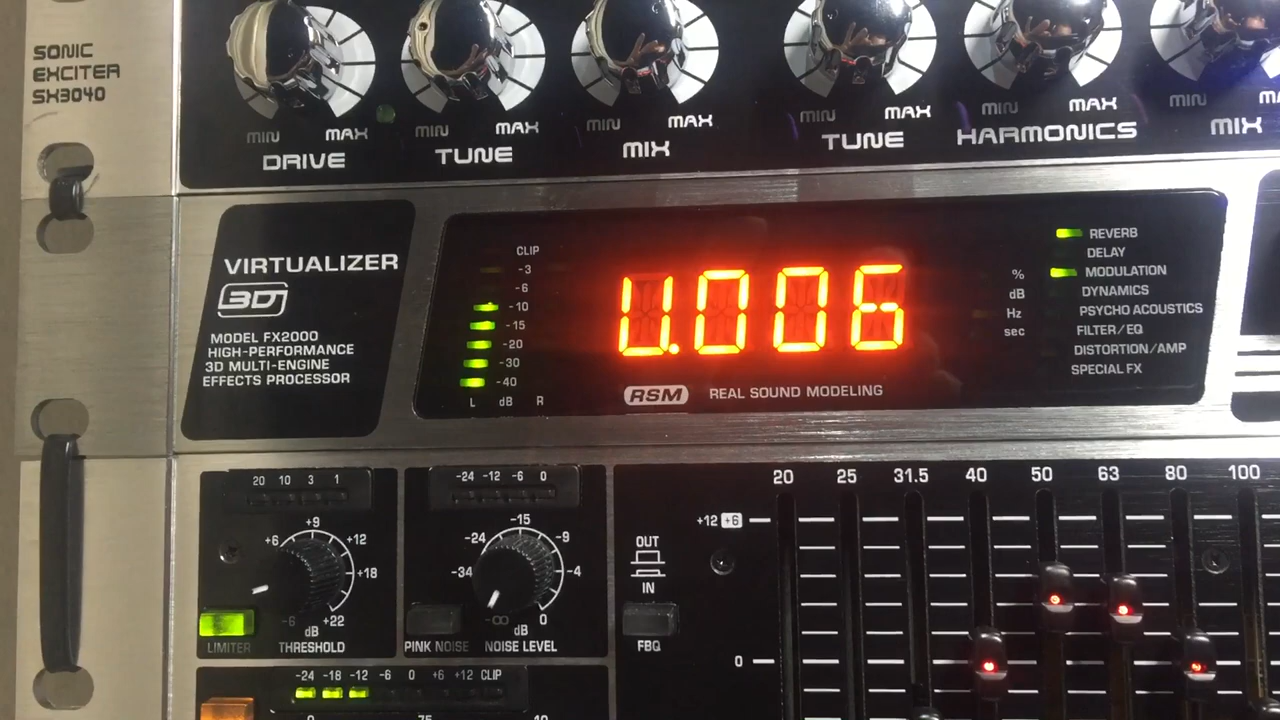 SONIC
EXCITER
SX3040
MIN MAX MIN MAX MIN MAX MIN MAX MIN MAX MIN
DRIVE TUNE MIX TUNE HARMONICS MIX
VIRTUALIZER
3D
MODEL FX2000
HIGH-PERFORMANCE
3D MULTI-ENGINE
EFFECTS PROCESSOR
CLIP
-3
-6
-10
-15
-20
-30
-40
L dB R
U.006
RSM REAL SOUND MODELING
%
dB
Hz
sec
REVERB
DELAY
MODULATION
DYNAMICS
PSYCHO ACOUSTICS
FILTER/EQ
DISTORTION/AMP
SPECIAL FX
20 10 3 1
+9
+6 +12
+18
-6 +22
dB
LIMITER THRESHOLD
-24 -12 -6 0
-15
-24 -9
-34 -4
-∞ 0
dB
PINK NOISE NOISE LEVEL
OUT
IN
FBQ
20 25 31.5 40 50 63 80 100
+12 +6
0
-24 -18 -12 -6 0 +6 +12 CLIP